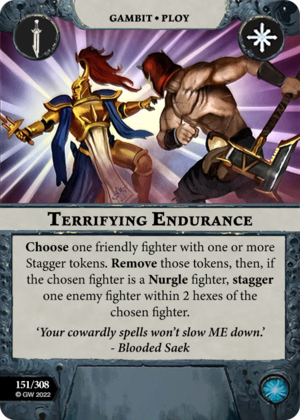 GAMBIT • PLOY
TERRIFYING ENDURANCE
Choose one friendly fighter with one or more
Stagger tokens. Remove those tokens, then, if
the chosen fighter is a Nurgle fighter, stagger
one enemy fighter within 2 hexes of the
chosen fighter.
‘Your cowardly spells won’t slow ME down.’
- Blooded Saek
151/308
© GW 2022